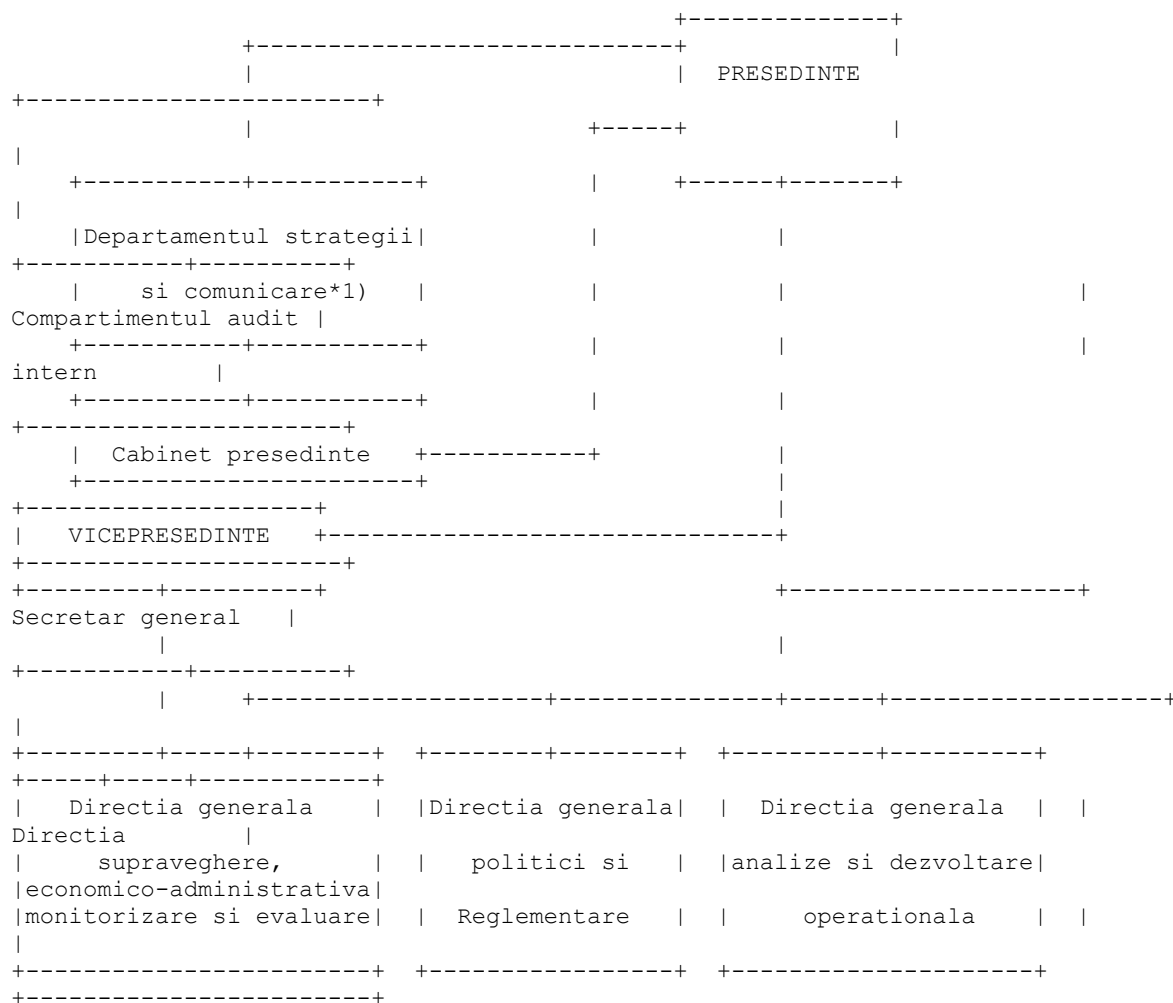 PRESEDINTE
|Departamentul strategii|
| si comunicare*1) | | | |
Compartimentul audit |
intern |
| Cabinet presedinte +-----------+ |
| VICEPRESEDINTE +-------------------------------+
Secretar general |
| Directia generala | |Directia generala| | Directia generala | |
Directia |
| supraveghere, | | politici si | |analize si dezvoltare|
|economico-administrativa|
|monitorizare si evaluare| | Reglementare | | operationala | |